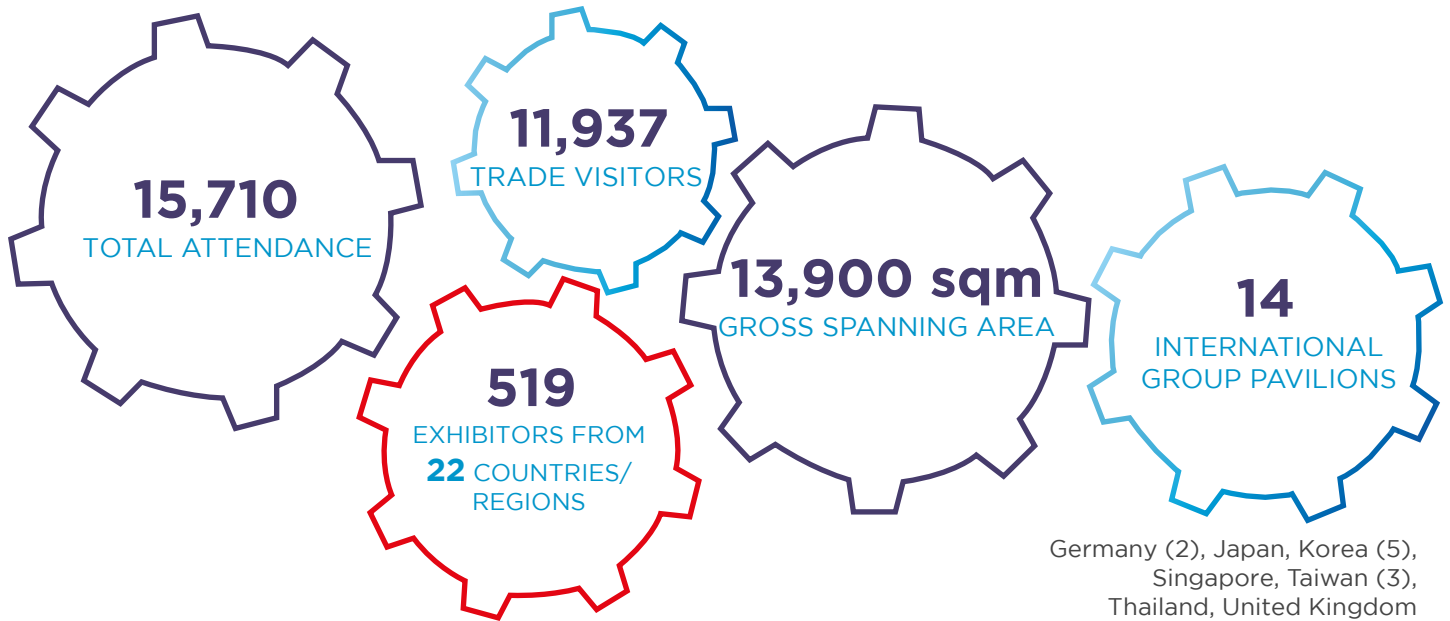 15,710
TOTAL ATTENDANCE
11,937
TRADE VISITORS
519
EXHIBITORS FROM
22 COUNTRIES/
REGIONS
13,900 sqm
GROSS SPANNING AREA
14
INTERNATIONAL
GROUP PAVILIONS
Germany (2), Japan, Korea (5),
Singapore, Taiwan (3),
Thailand, United Kingdom